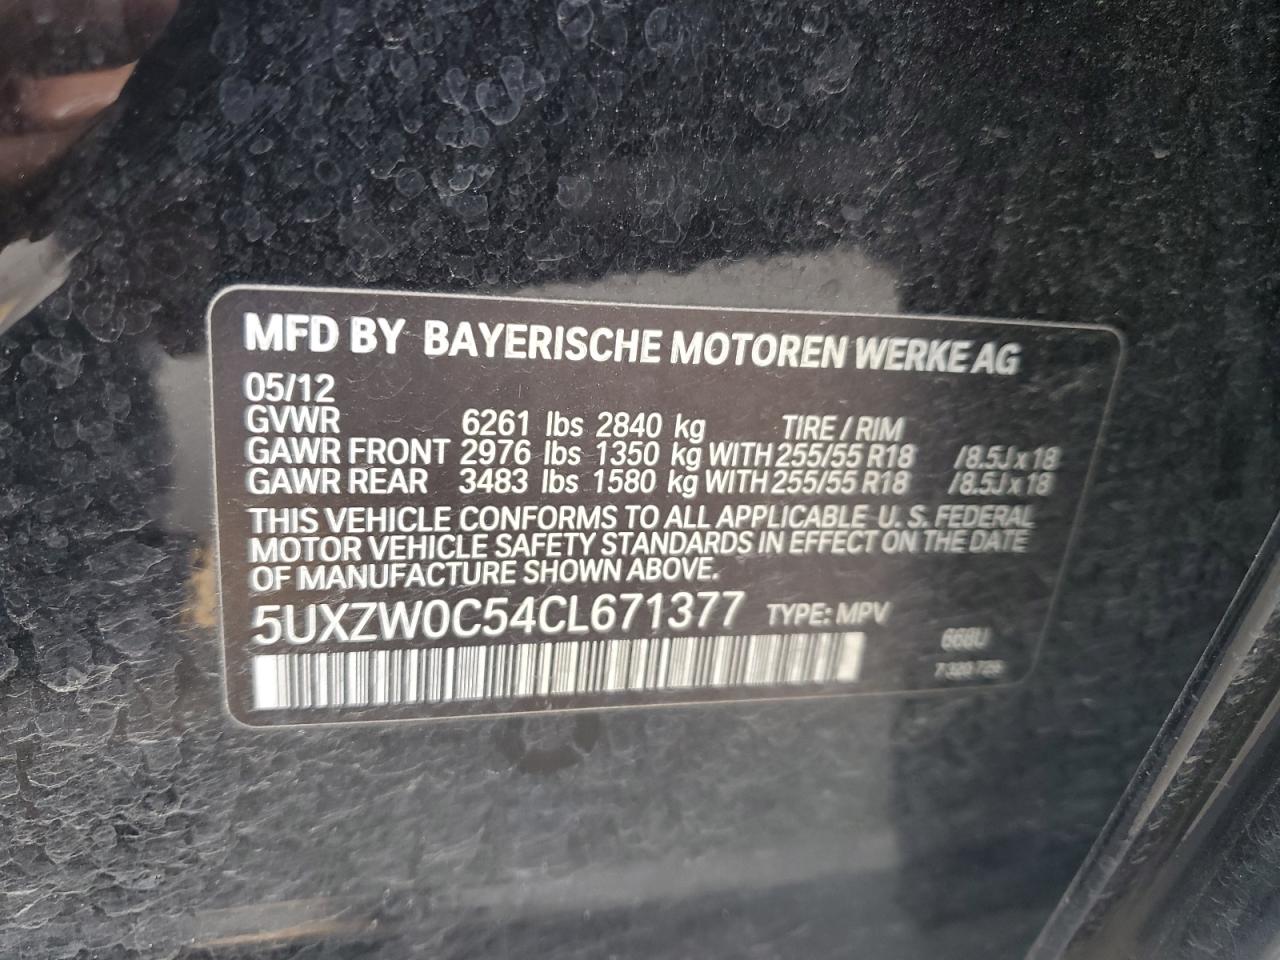 MFD BY BAYERISCHE MOTOREN WERKE AG
05/12
GVWR 6261 lbs 2840 kg TIRE / RIM
GAWR FRONT 2976 lbs 1350 kg WITH 255/55 R18 /8.5J x 18
GAWR REAR 3483 lbs 1580 kg WITH 255/55 R18 /8.5J x 18
THIS VEHICLE CONFORMS TO ALL APPLICABLE U. S. FEDERAL
MOTOR VEHICLE SAFETY STANDARDS IN EFFECT ON THE DATE
OF MANUFACTURE SHOWN ABOVE.
5UXZW0C54CL671377 TYPE: MPV
668U